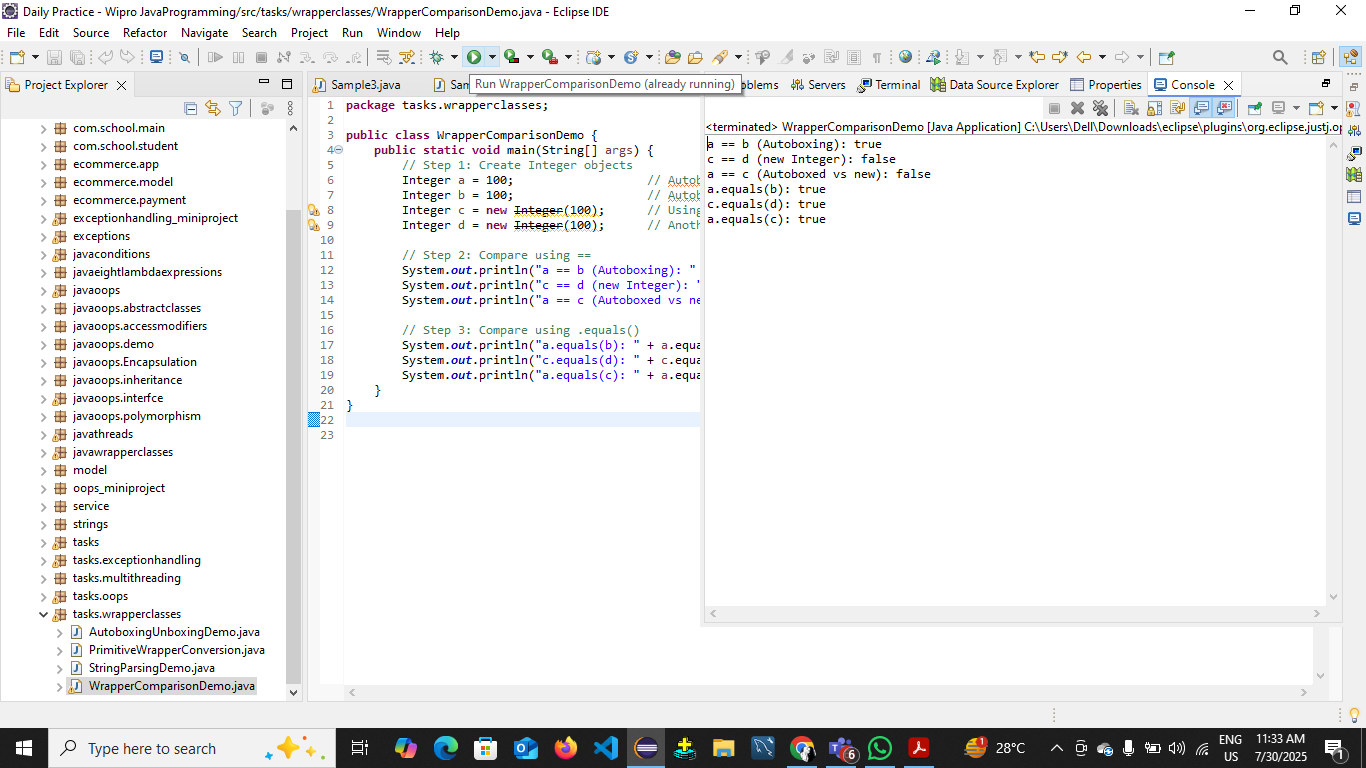 Daily Practice - Wipro JavaProgramming/src/tasks/wrapperclasses/WrapperComparisonDemo.java - Eclipse IDE
File Edit Source Refactor Navigate Search Project Run Window Help
Project Explorer
com.school.main
com.school.student
ecommerce.app
ecommerce.model
ecommerce.payment
exceptionhandling_miniproject
exceptions
javaconditions
javaeightlambdaexpressions
javaoops
javaoops.abstractclasses
javaoops.accessmodifiers
javaoops.demo
javaoops.Encapsulation
javaoops.inheritance
javaoops.interfce
javaoops.polymorphism
javathreads
javawrapperclasses
model
oops_miniproject
service
strings
tasks
tasks.exceptionhandling
tasks.multithreading
tasks.oops
tasks.wrapperclasses
AutoboxingUnboxingDemo.java
PrimitiveWrapperConversion.java
StringParsingDemo.java
WrapperComparisonDemo.java
Sample3.java Sam
Run WrapperComparisonDemo (already running)
1 package tasks.wrapperclasses;
2
3 public class WrapperComparisonDemo {
4 public static void main(String[] args) {
5 // Step 1: Create Integer objects
6 Integer a = 100; // Autob
7 Integer b = 100; // Autob
8 Integer c = new Integer(100); // Using
9 Integer d = new Integer(100); // Anoth
10
11 // Step 2: Compare using ==
12 System.out.println("a == b (Autoboxing): "
13 System.out.println("c == d (new Integer): "
14 System.out.println("a == c (Autoboxed vs ne
15
16 // Step 3: Compare using .equals()
17 System.out.println("a.equals(b): " + a.equa
18 System.out.println("c.equals(d): " + c.equa
19 System.out.println("a.equals(c): " + a.equa
20 }
21 }
22
23
oblems Servers Terminal Data Source Explorer Properties Console
<terminated> WrapperComparisonDemo [Java Application] C:\Users\Dell\Downloads\eclipse\plugins\org.eclipse.justj.op
a == b (Autoboxing): true
c == d (new Integer): false
a == c (Autoboxed vs new): false
a.equals(b): true
c.equals(d): true
a.equals(c): true
Type here to search
1
6
28°C
ENG
US
11:33 AM
7/30/2025
1